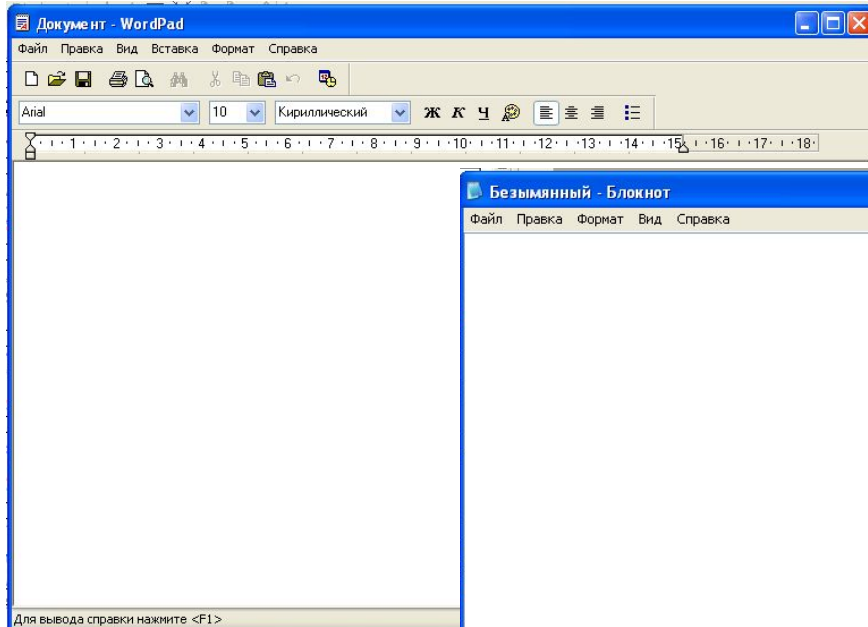 Документ - WordPad
Файл Правка Вид Вставка Формат Справка
Arial 10 Кириллический Ж К Ч
1 2 3 4 5 6 7 8 9 10 11 12 13 14 15 16 17 18
Безымянный - Блокнот
Файл Правка Формат Вид Справка
Для вывода справки нажмите <F1>